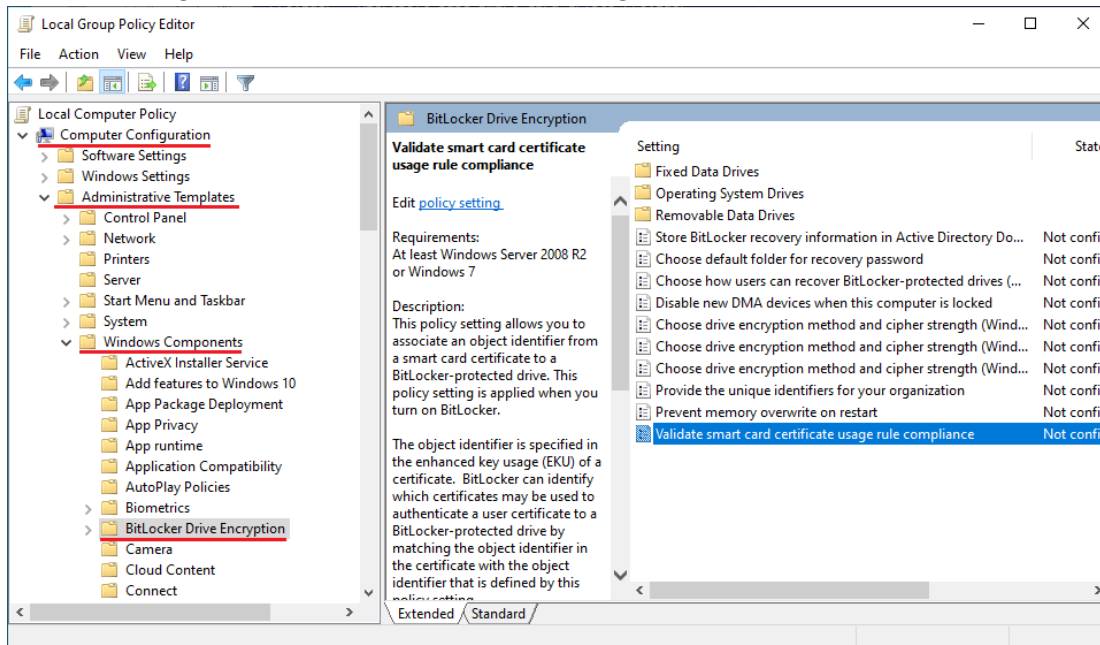 Local Group Policy Editor
File Action View Help
Local Computer Policy
Computer Configuration
Software Settings
Windows Settings
Administrative Templates
Control Panel
Network
Printers
Server
Start Menu and Taskbar
System
Windows Components
ActiveX Installer Service
Add features to Windows 10
App Package Deployment
App Privacy
App runtime
Application Compatibility
AutoPlay Policies
Biometrics
BitLocker Drive Encryption
Camera
Cloud Content
Connect
BitLocker Drive Encryption
Validate smart card certificate
usage rule compliance
Edit policy setting
Requirements:
At least Windows Server 2008 R2
or Windows 7
Description:
This policy setting allows you to
associate an object identifier from
a smart card certificate to a
BitLocker-protected drive. This
policy setting is applied when you
turn on BitLocker.
The object identifier is specified in
the enhanced key usage (EKU) of a
certificate. BitLocker can identify
which certificates may be used to
authenticate a user certificate to a
BitLocker-protected drive by
matching the object identifier in
the certificate with the object
identifier that is defined by this
policy setting
Setting State
Fixed Data Drives
Operating System Drives
Removable Data Drives
Store BitLocker recovery information in Active Directory Do... Not confi
Choose default folder for recovery password Not confi
Choose how users can recover BitLocker-protected drives (... Not confi
Disable new DMA devices when this computer is locked Not confi
Choose drive encryption method and cipher strength (Wind... Not confi
Choose drive encryption method and cipher strength (Wind... Not confi
Choose drive encryption method and cipher strength (Wind... Not confi
Provide the unique identifiers for your organization Not confi
Prevent memory overwrite on restart Not confi
Validate smart card certificate usage rule compliance Not confi
Extended Standard